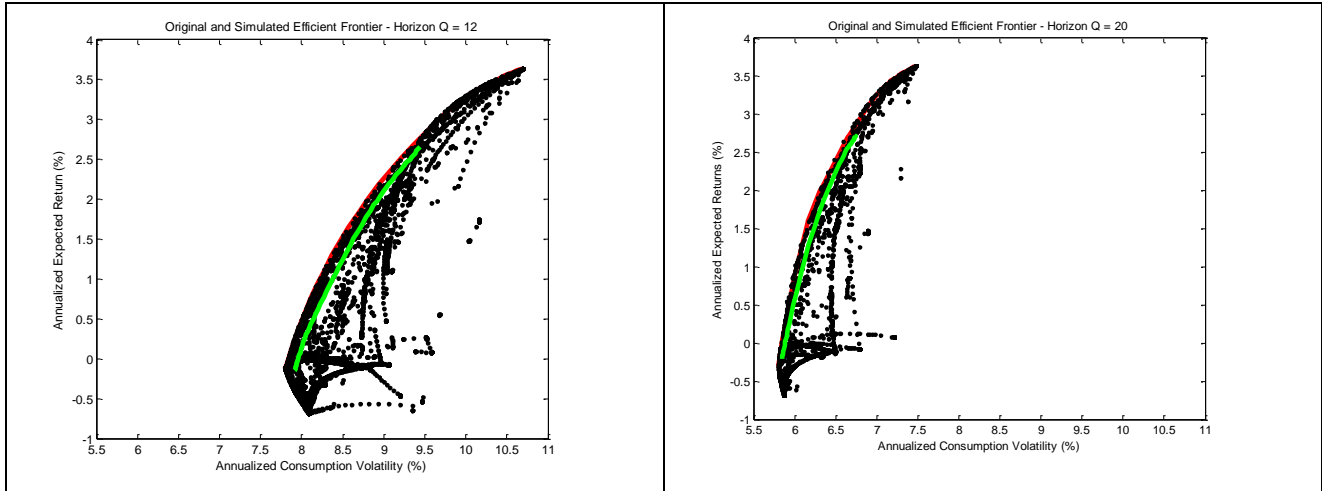 Original and Simulated Efficient Frontier - Horizon Q = 12
4
3.5
3
2.5
2
1.5
1
0.5
0
-0.5
-1
Annualized Expected Return (%)
5.5 6 6.5 7 7.5 8 8.5 9 9.5 10 10.5 11
Annualized Consumption Volatility (%)
Original and Simulated Efficient Frontier - Horizon Q = 20
4
3.5
3
2.5
2
1.5
1
0.5
0
-0.5
-1
Annualized Expected Returns (%)
5.5 6 6.5 7 7.5 8 8.5 9 9.5 10 10.5 11
Annualized Consumption Volatility (%)